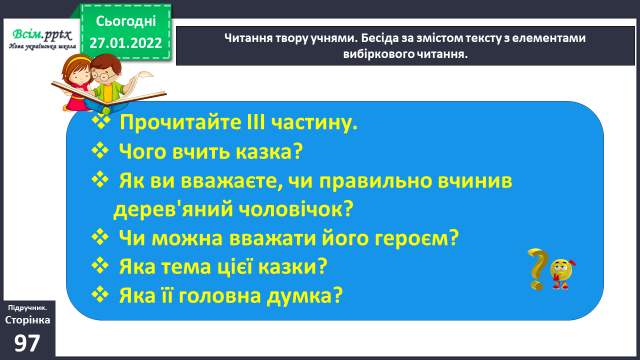 Всім.pptx
Нова українська школа
Сьогодні
27.01.2022
Читання твору учнями. Бесіда за змістом тексту з елементами
вибіркового читання.
❖ Прочитайте ІІІ частину.
❖ Чого вчить казка?
❖ Як ви вважаєте, чи правильно вчинив
дерев'яний чоловічок?
❖ Чи можна вважати його героєм?
❖ Яка тема цієї казки?
❖ Яка її головна думка?
Підручник.
Сторінка
97